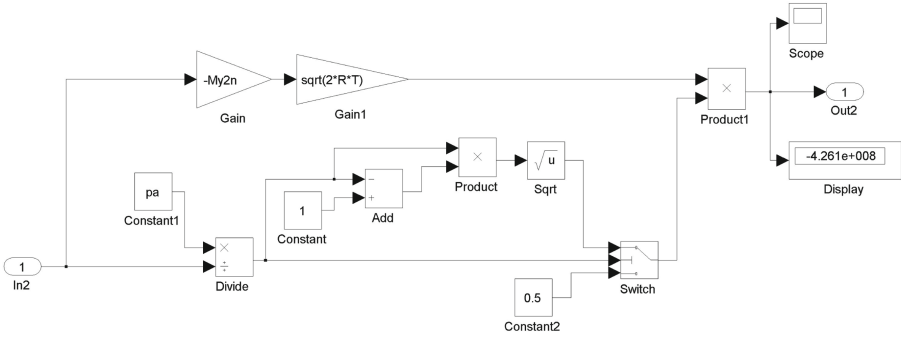 Scope
-My2n
Gain
sqrt(2*R*T)
Gain1
×
Product1
1
Out2
-4.261e+008
Display
×
Product
√u
Sqrt
−
+
Add
1
Constant
pa
Constant1
×
÷
Divide
1
In2
Switch
0.5
Constant2